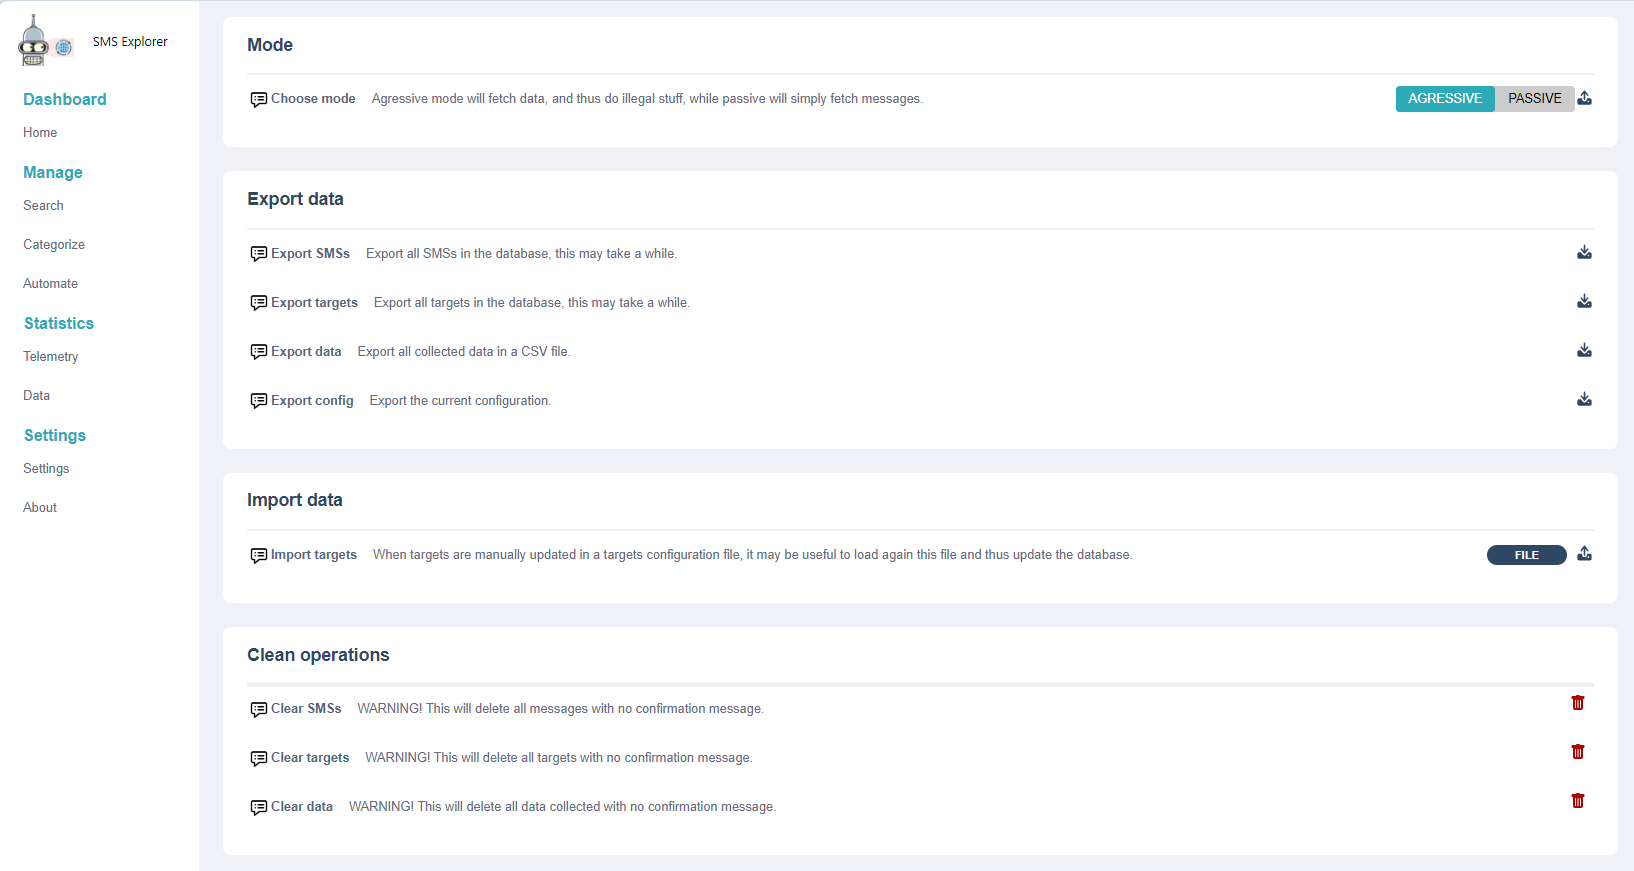 SMS Explorer
Dashboard
Home
Manage
Search
Categorize
Automate
Statistics
Telemetry
Data
Settings
Settings
About
Mode
Choose mode Agressive mode will fetch data, and thus do illegal stuff, while passive will simply fetch messages. AGRESSIVE PASSIVE
Export data
Export SMSs Export all SMSs in the database, this may take a while.
Export targets Export all targets in the database, this may take a while.
Export data Export all collected data in a CSV file.
Export config Export the current configuration.
Import data
Import targets When targets are manually updated in a targets configuration file, it may be useful to load again this file and thus update the database. FILE
Clean operations
Clear SMSs WARNING! This will delete all messages with no confirmation message.
Clear targets WARNING! This will delete all targets with no confirmation message.
Clear data WARNING! This will delete all data collected with no confirmation message.